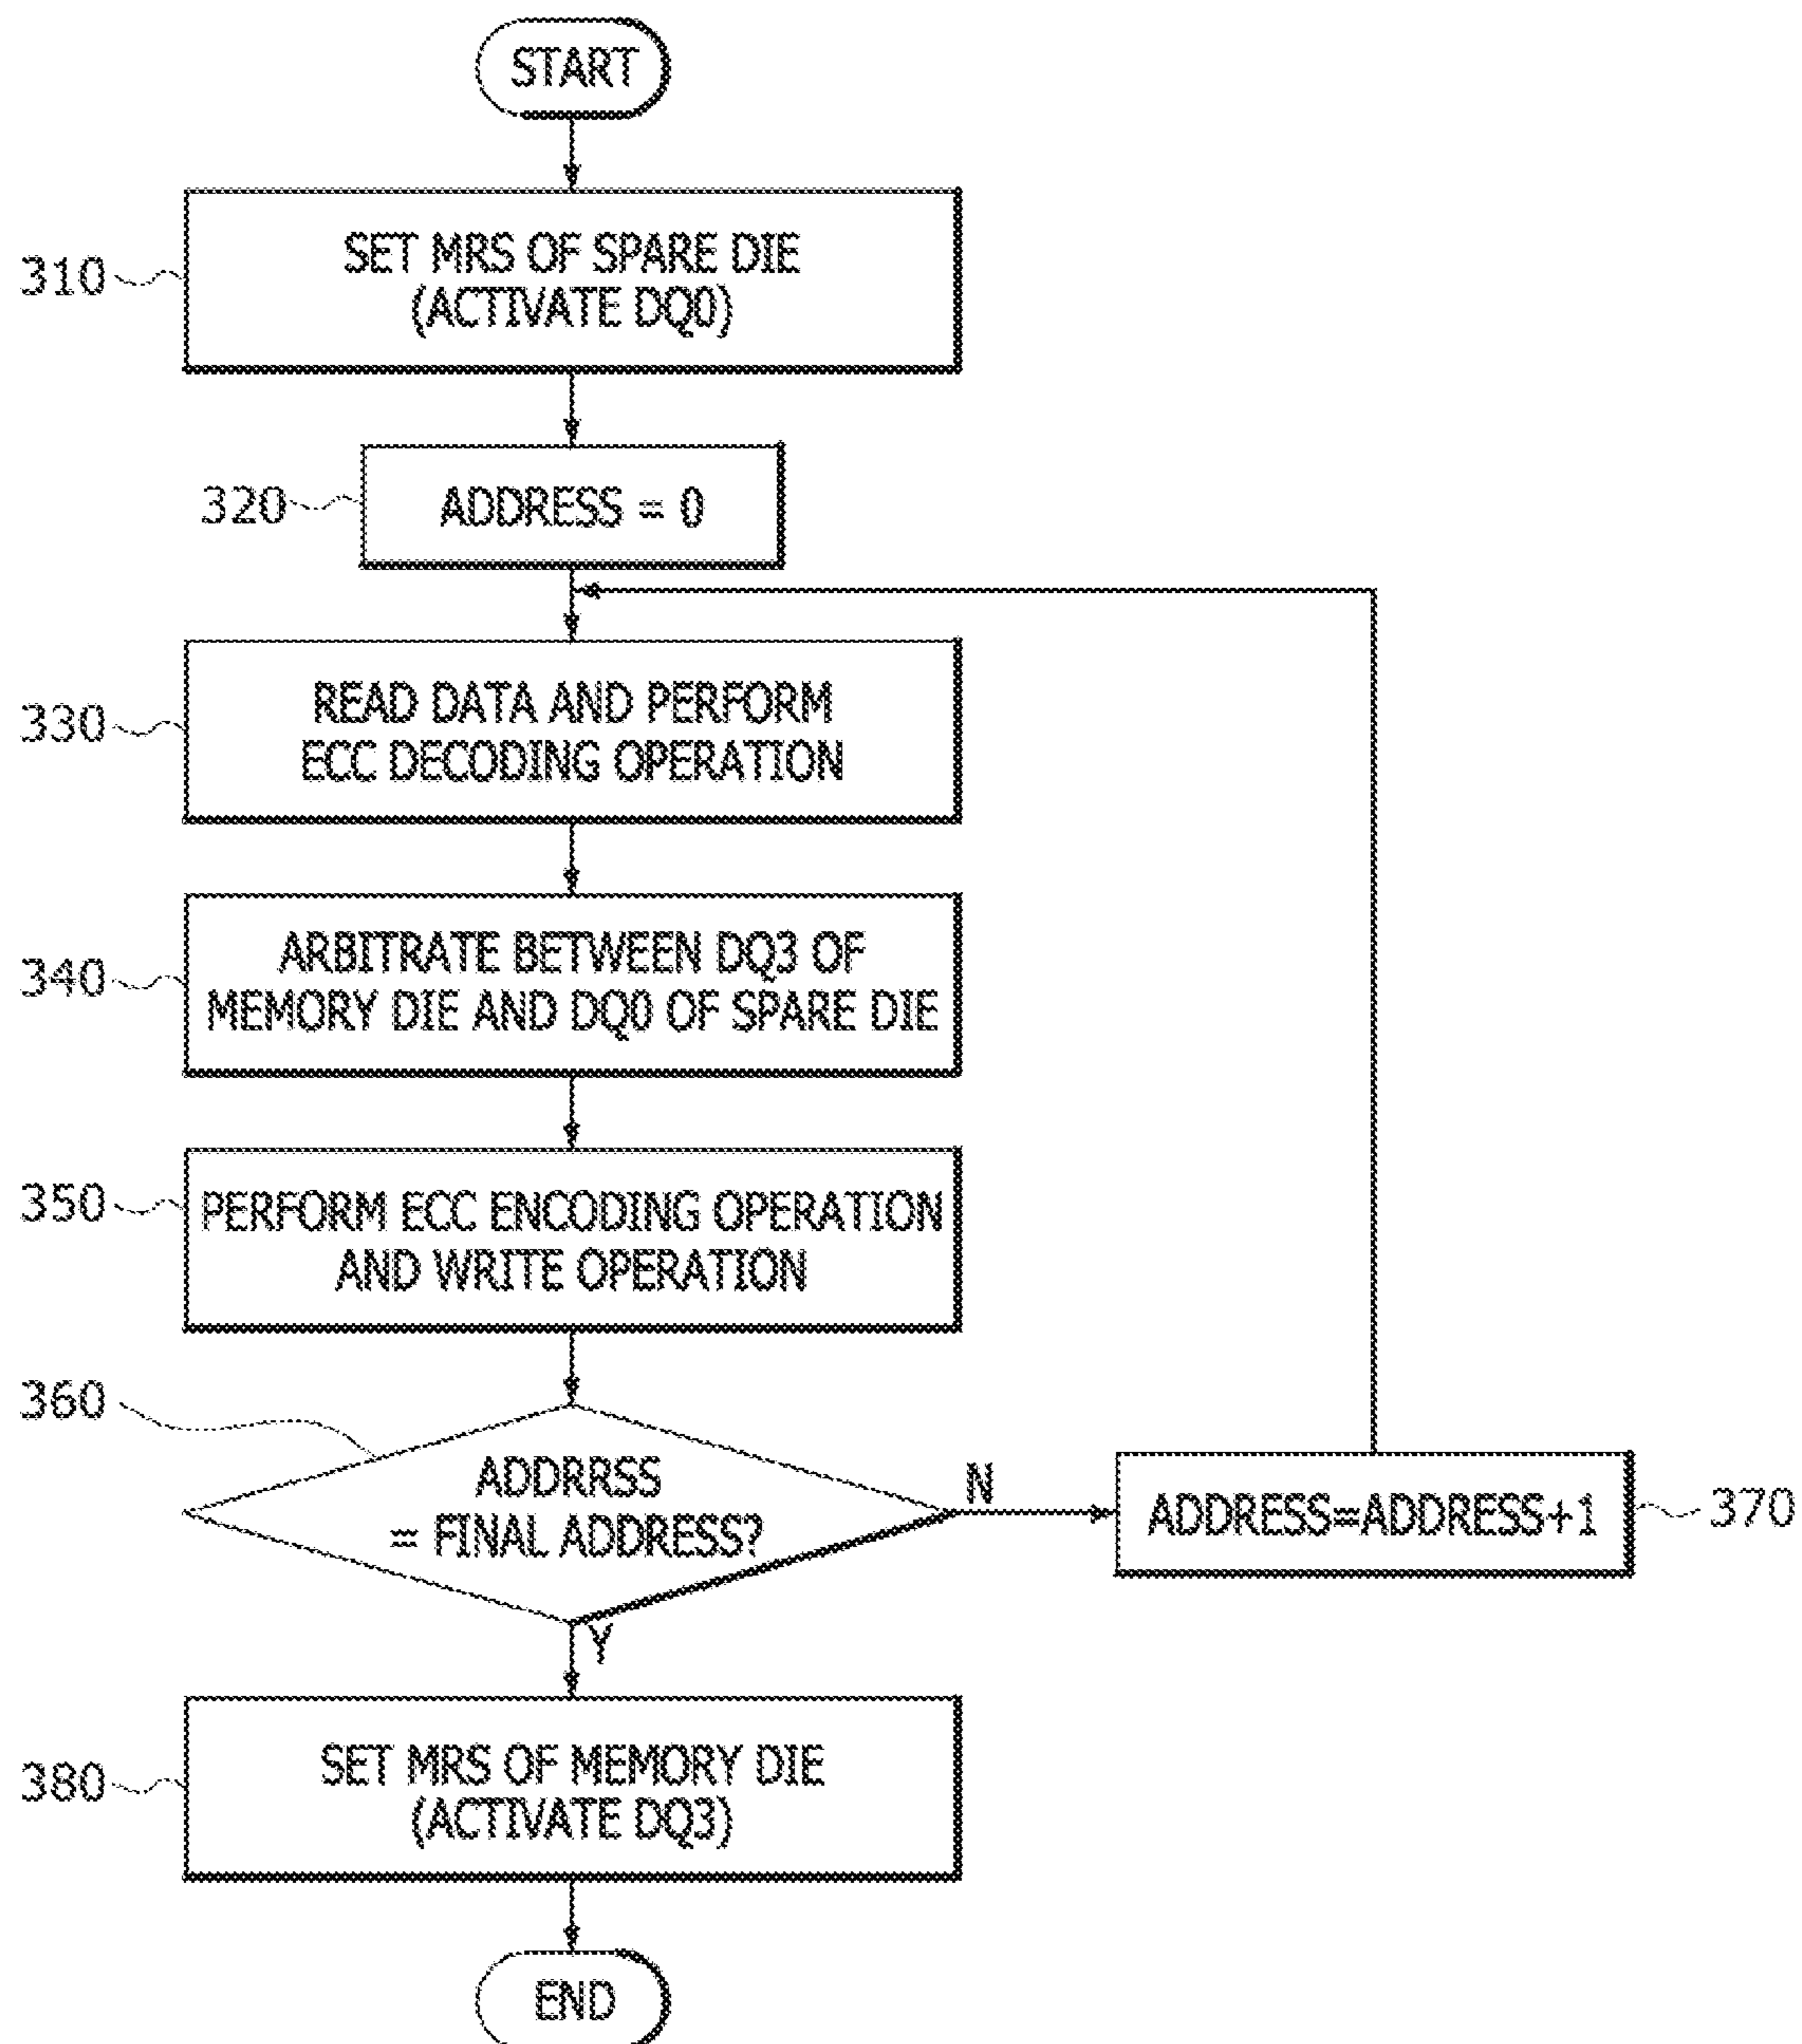 START
310
SET MRS OF SPARE DIE
(ACTIVATE DQ0)
320
ADDRESS = 0
330
READ DATA AND PERFORM
ECC DECODING OPERATION
340
ARBITRATE BETWEEN DQ3 OF
MEMORY DIE AND DQ0 OF SPARE DIE
350
PERFORM ECC ENCODING OPERATION
AND WRITE OPERATION
360
ADDRRSS
= FINAL ADDRESS?
N
ADDRESS=ADDRESS+1
370
Y
380
SET MRS OF MEMORY DIE
(ACTIVATE DQ3)
END